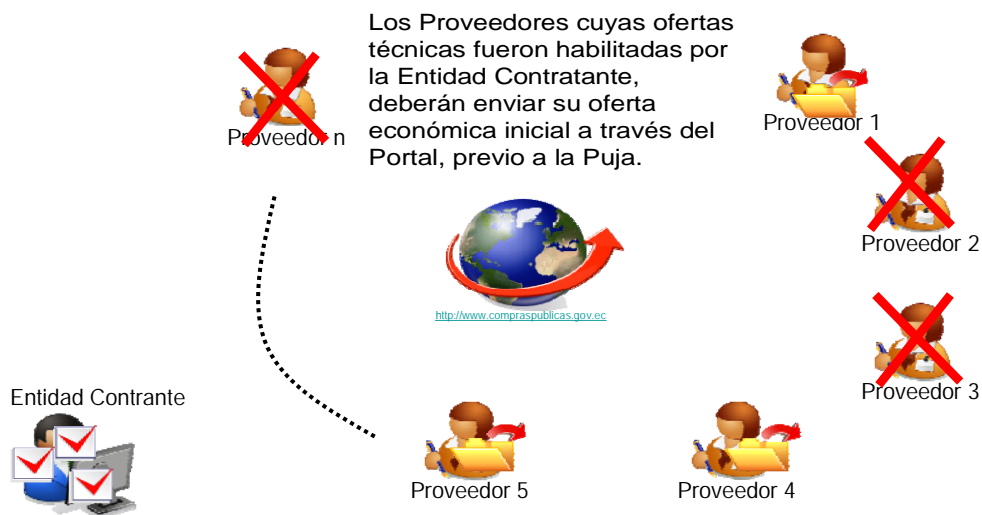 Los Proveedores cuyas ofertas
técnicas fueron habilitadas por
la Entidad Contratante,
deberán enviar su oferta
económica inicial a través del
Portal, previo a la Puja.
Proveedor n
Proveedor 1
Proveedor 2
http://www.compraspublicas.gov.ec
Proveedor 3
Entidad Contrante
Proveedor 5
Proveedor 4